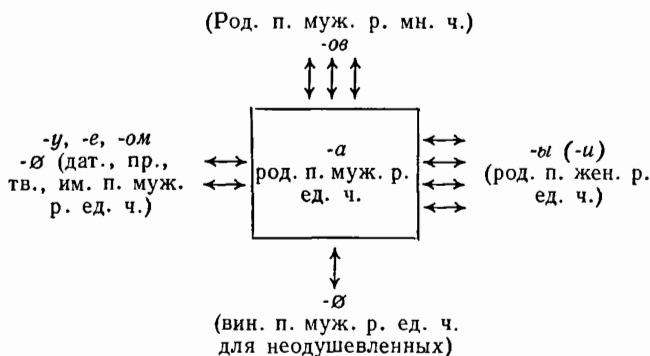 (Род. п. муж. р. мн. ч.)
-ов
-у, -е, -ом
-Ø (дат., пр.,
тв., им. п. муж.
р. ед. ч.)
-а
род. п. муж. р.
ед. ч.
-ы (-и)
(род. п. жен. р.
ед. ч.)
-Ø
(вин. п. муж. р. ед. ч.
для неодушевленных)